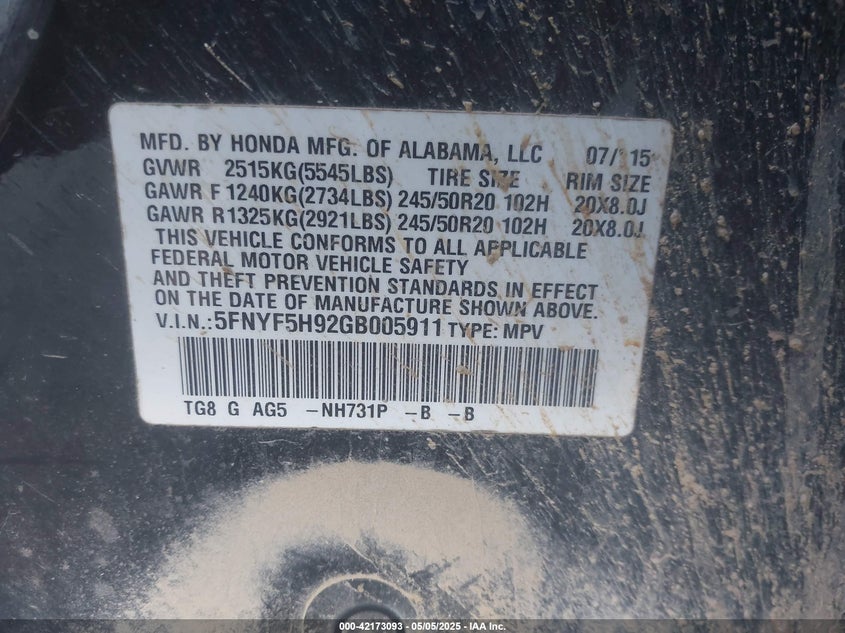 MFD. BY HONDA MFG. OF ALABAMA, LLC 07/15
GVWR 2515KG(5545LBS) TIRE SIZE RIM SIZE
GAWR F 1240KG(2734LBS) 245/50R20 102H 20X8.0J
GAWR R1325KG(2921LBS) 245/50R20 102H 20X8.0J
THIS VEHICLE CONFORMS TO ALL APPLICABLE
FEDERAL MOTOR VEHICLE SAFETY
AND THEFT PREVENTION STANDARDS IN EFFECT
ON THE DATE OF MANUFACTURE SHOWN ABOVE.
V.I.N.:5FNYF5H92GB005911 TYPE: MPV
TG8 G AG5 -NH731P -B -B
000-42173093 - 05/05/2025 - IAA Inc.